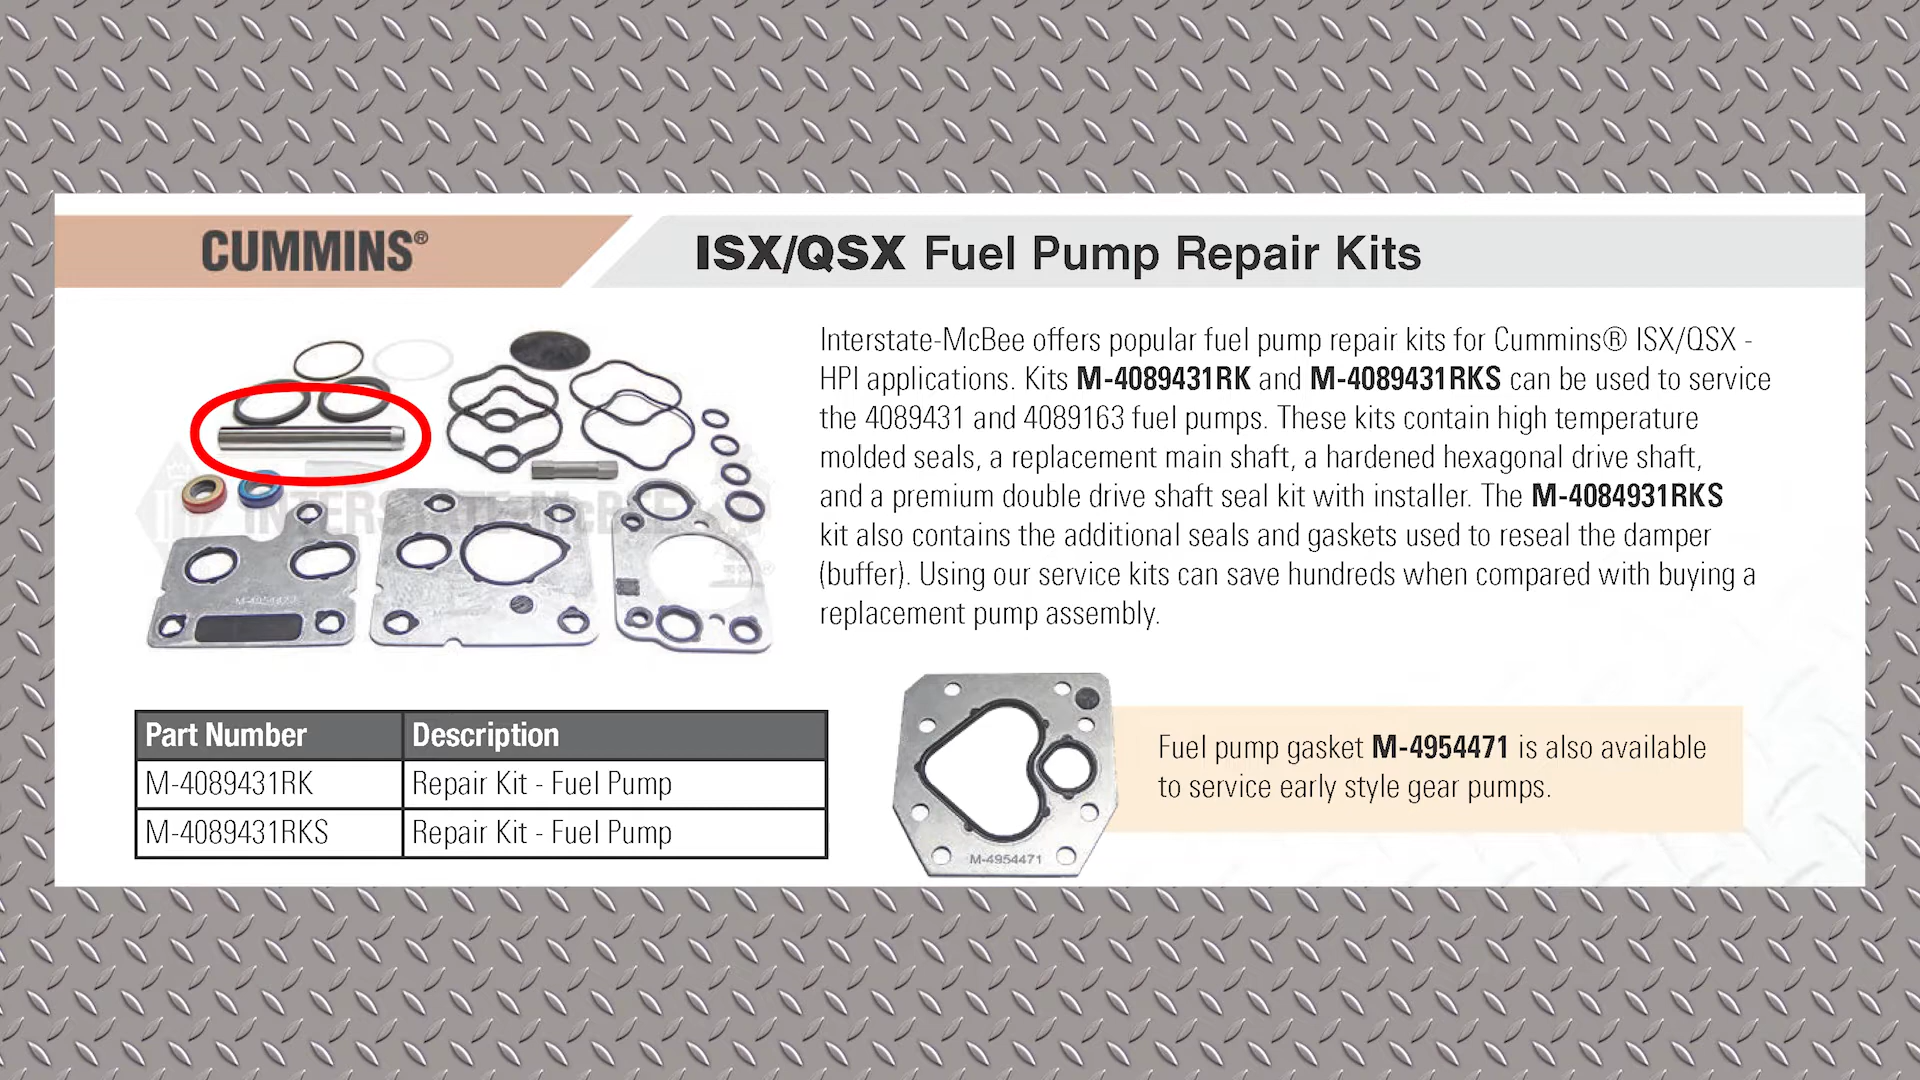 CUMMINS®
ISX/QSX Fuel Pump Repair Kits
Interstate-McBee offers popular fuel pump repair kits for Cummins® ISX/QSX -
HPI applications. Kits M-4089431RK and M-4089431RKS can be used to service
the 4089431 and 4089163 fuel pumps. These kits contain high temperature
molded seals, a replacement main shaft, a hardened hexagonal drive shaft,
and a premium double drive shaft seal kit with installer. The M-4084931RKS
kit also contains the additional seals and gaskets used to reseal the damper
(buffer). Using our service kits can save hundreds when compared with buying a
replacement pump assembly.
INTERSTATE-McBEE
Part Number Description
M-4089431RK Repair Kit - Fuel Pump
M-4089431RKS Repair Kit - Fuel Pump
M-4954471
Fuel pump gasket M-4954471 is also available
to service early style gear pumps.